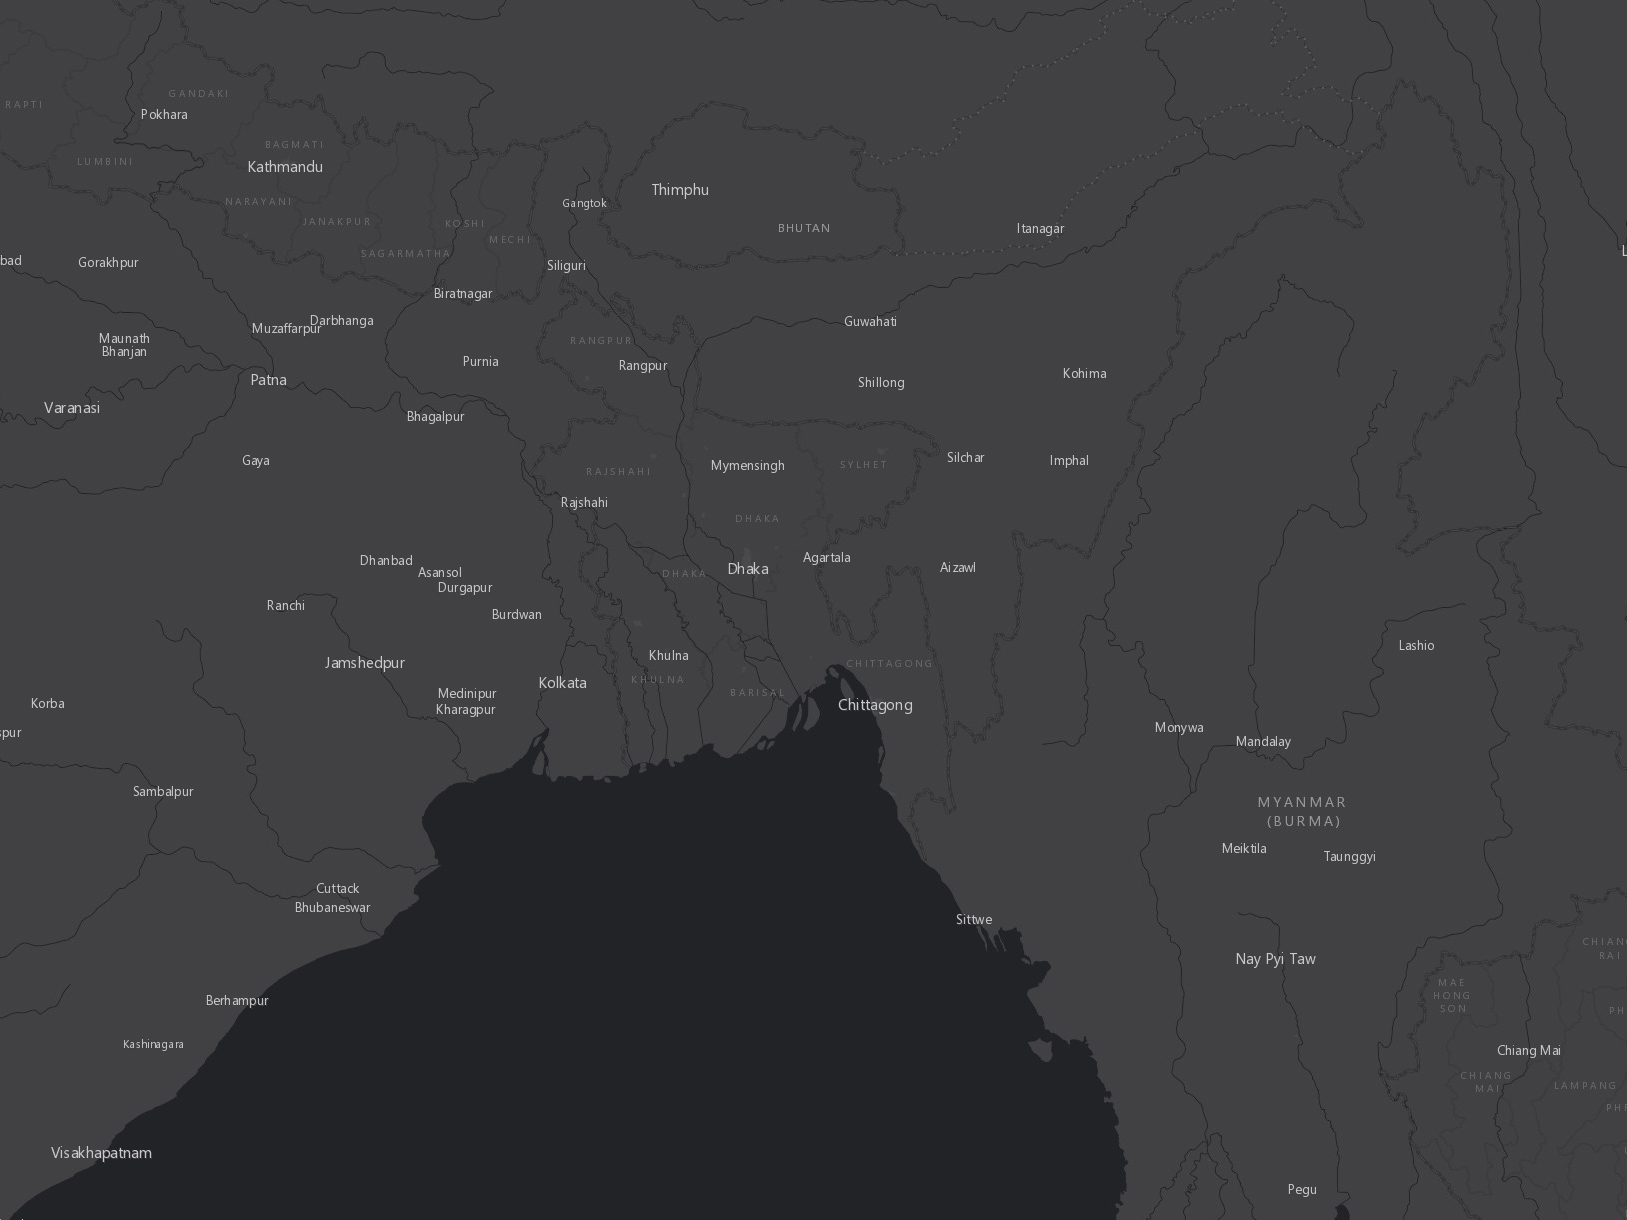 GANDAKI
RAPTI
Pokhara
BAGMATI
LUMBINI
Kathmandu
Thimphu
NARAYANI
Gangtok
JANAKPUR
KOSHI
BHUTAN
Itanagar
MECHI
SAGARMATHA
bad
Gorakhpur
Siliguri
Biratnagar
Darbhanga
Muzaffarpur
Guwahati
Maunath
Bhanjan
RANGPUR
Purnia
Rangpur
Kohima
Patna
Shillong
Varanasi
Bhagalpur
Gaya
Mymensingh
SYLHET
Silchar
Imphal
RAJSHAHI
Rajshahi
DHAKA
Dhanbad
Agartala
Asansol
DHAKA
Dhaka
Aizawl
Durgapur
Ranchi
Burdwan
Lashio
Khulna
Jamshedpur
CHITTAGONG
Kolkata
KHULNA
BARISAL
Medinipur
Kharagpur
Korba
Chittagong
spur
Monywa
Mandalay
Sambalpur
MYANMAR
(BURMA)
Meiktila
Taunggyi
Cuttack
Bhubaneswar
Sittwe
CHIANG
RAI
Nay Pyi Taw
MAE
HONG
SON
Berhampur
PH
Kashinagara
Chiang Mai
CHIANG
MAI
LAMPANG
Visakhapatnam
Pegu